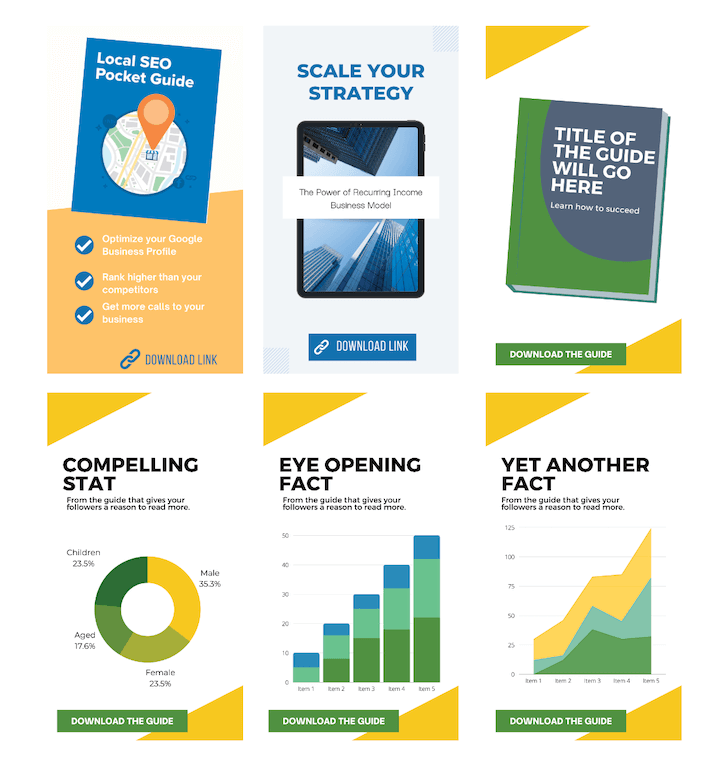 Local SEO
Pocket Guide
Optimize your Google
Business Profile
Rank higher than your
competitors
Get more calls to your
business
DOWNLOAD LINK
SCALE YOUR
STRATEGY
The Power of Recurring Income
Business Model
DOWNLOAD LINK
TITLE OF
THE GUIDE
WILL GO
HERE
Learn how to succeed
DOWNLOAD THE GUIDE
COMPELLING
STAT
From the guide that gives your
followers a reason to read more.
Children
23.5%
Male
35.3%
Aged
17.6%
Female
23.5%
DOWNLOAD THE GUIDE
EYE OPENING
FACT
From the guide that gives your
followers a reason to read more.
50
40
30
20
10
0
Item 1 Item 2 Item 3 Item 4 Item 5
DOWNLOAD THE GUIDE
YET ANOTHER
FACT
From the guide that gives your
followers a reason to read more.
125
100
75
50
25
0
Item 1 Item 2 Item 3 Item 4 Item 5
DOWNLOAD THE GUIDE